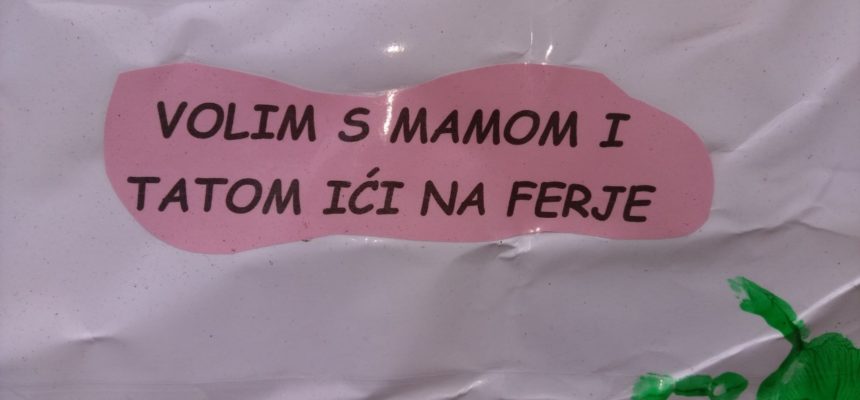 VOLIM S MAMOM I
TATOM IĆI NA FERJE